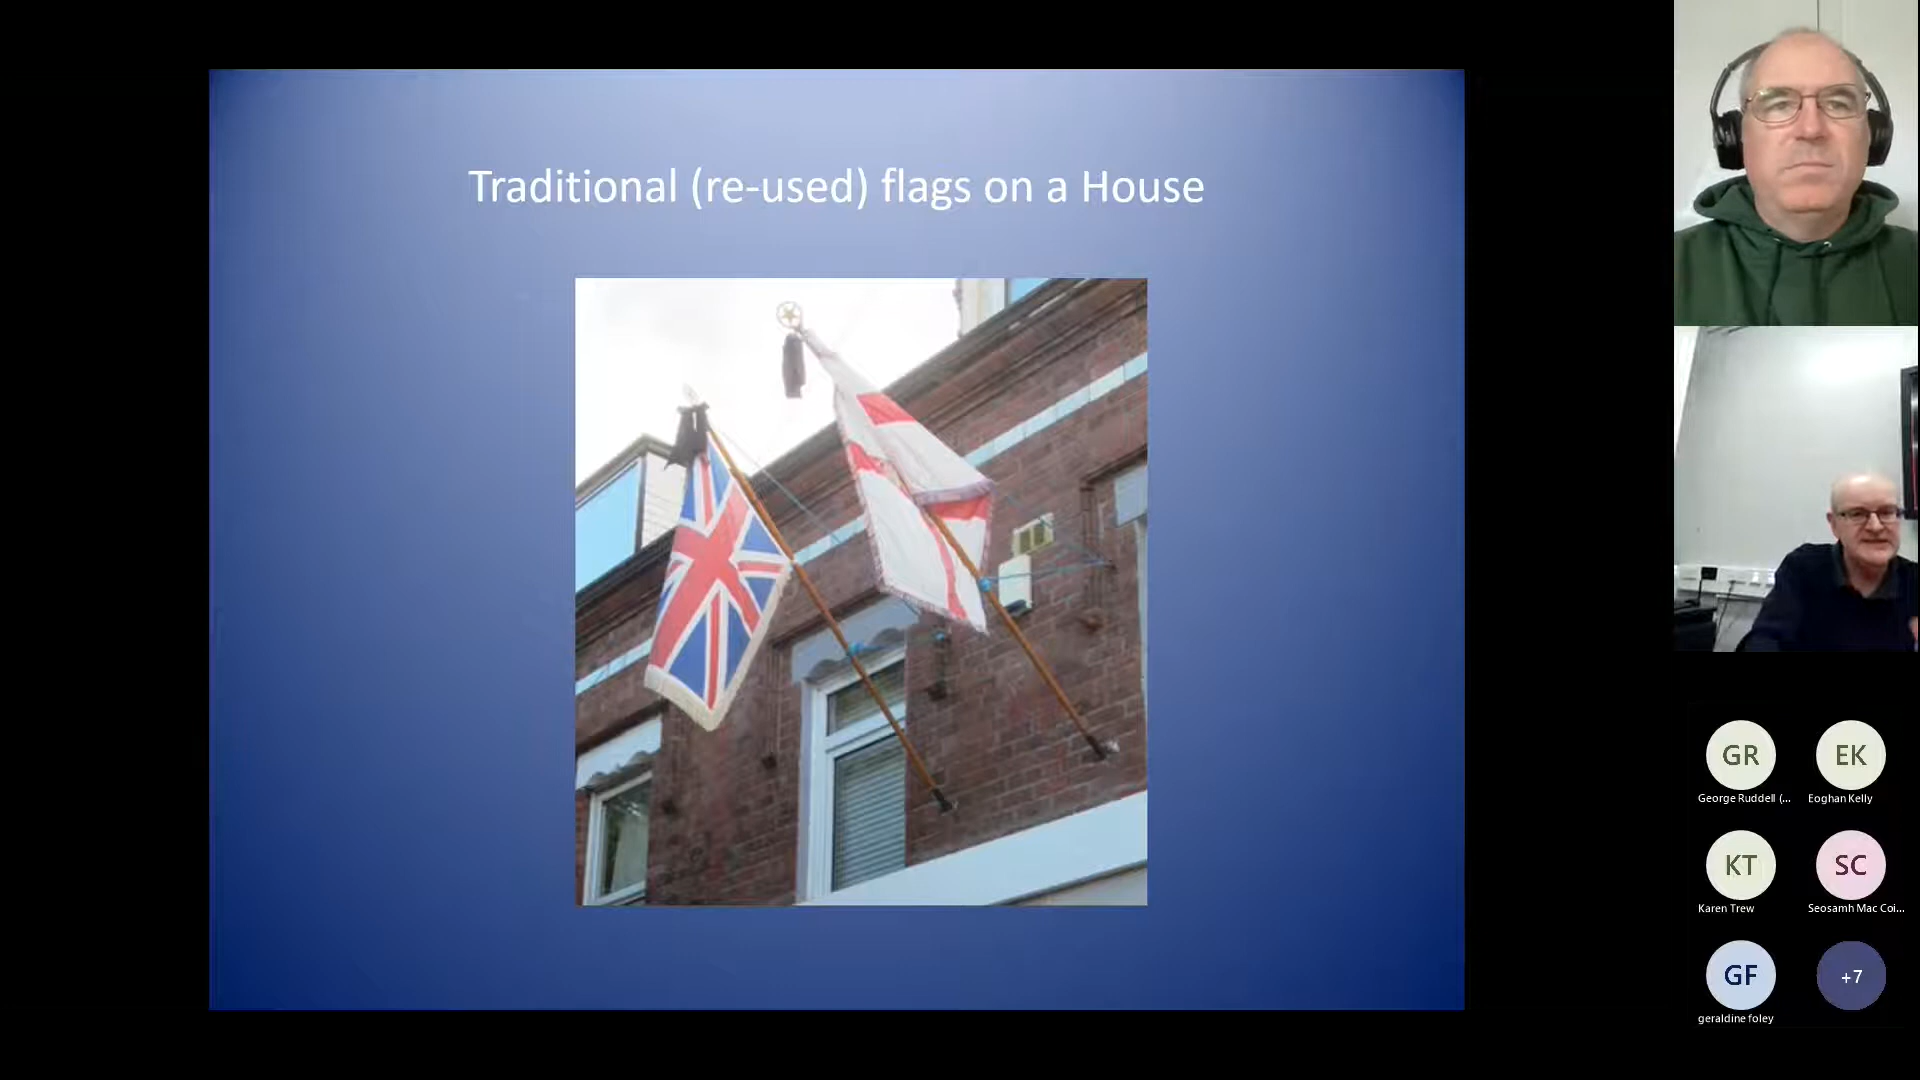 Traditional (re-used) flags on a House
GR
EK
George Ruddell (...
Eoghan Kelly
KT
SC
Karen Trew
Seosamh Mac Coi...
GF
+7
geraldine foley